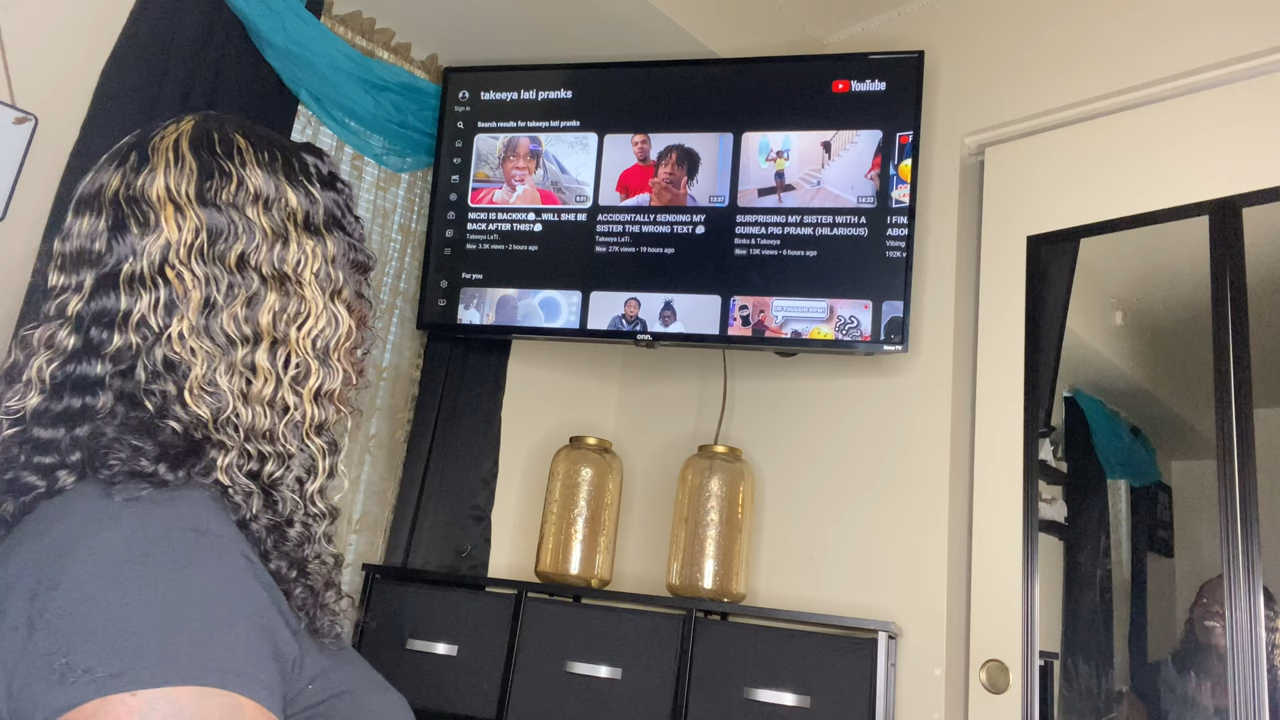 takeeya lati pranks
YouTube
Sign in
Search results for takeeya lati pranks
8:01
13:37
14:33
NICKI IS BACKKK😭...WILL SHE BE
BACK AFTER THIS?😭
Takeeya LaTi .
New 3.3K views • 2 hours ago
ACCIDENTALLY SENDING MY
SISTER THE WRONG TEXT 😭
Takeeya LaTi .
New 27K views • 19 hours ago
SURPRISING MY SISTER WITH A
GUINEA PIG PRANK (HILARIOUS)
Binks & Takeeya
New 13K views • 6 hours ago
I FIN
ABO
Vibing
192K v
For you
???
onn.
Roku TV